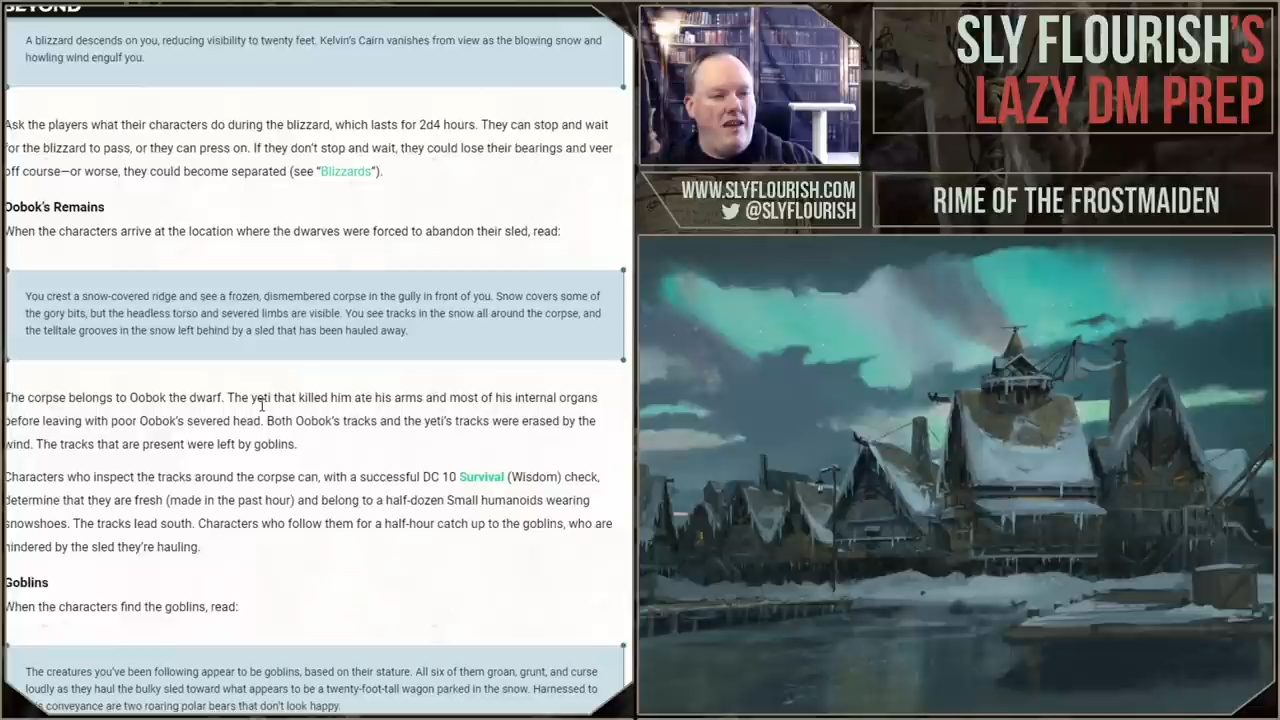 BEYOND
A blizzard descends on you, reducing visibility to twenty feet. Kelvin's Cairn vanishes from view as the blowing snow and
howling wind engulf you.
Ask the players what their characters do during the blizzard, which lasts for 2d4 hours. They can stop and wait
for the blizzard to pass, or they can press on. If they don't stop and wait, they could lose their bearings and veer
off course—or worse, they could become separated (see “Blizzards”).
Oobok's Remains
When the characters arrive at the location where the dwarves were forced to abandon their sled, read:
You crest a snow-covered ridge and see a frozen, dismembered corpse in the gully in front of you. Snow covers some of
the gory bits, but the headless torso and severed limbs are visible. You see tracks in the snow all around the corpse, and
the telltale grooves in the snow left behind by a sled that has been hauled away.
The corpse belongs to Oobok the dwarf. The yeti that killed him ate his arms and most of his internal organs
before leaving with poor Oobok's severed head. Both Oobok's tracks and the yeti's tracks were erased by the
wind. The tracks that are present were left by goblins.
Characters who inspect the tracks around the corpse can, with a successful DC 10 Survival (Wisdom) check,
determine that they are fresh (made in the past hour) and belong to a half-dozen Small humanoids wearing
snowshoes. The tracks lead south. Characters who follow them for a half-hour catch up to the goblins, who are
hindered by the sled they're hauling.
Goblins
When the characters find the goblins, read:
The creatures you've been following appear to be goblins, based on their stature. All six of them groan, grunt, and curse
loudly as they haul the bulky sled toward what appears to be a twenty-foot-tall wagon parked in the snow. Harnessed to
conveyance are two roaring polar bears that don't look happy.
SLY FLOURISH'S
LAZY DM PREP
WWW.SLYFLOURISH.COM
@SLYFLOURISH
RIME OF THE FROSTMAIDEN